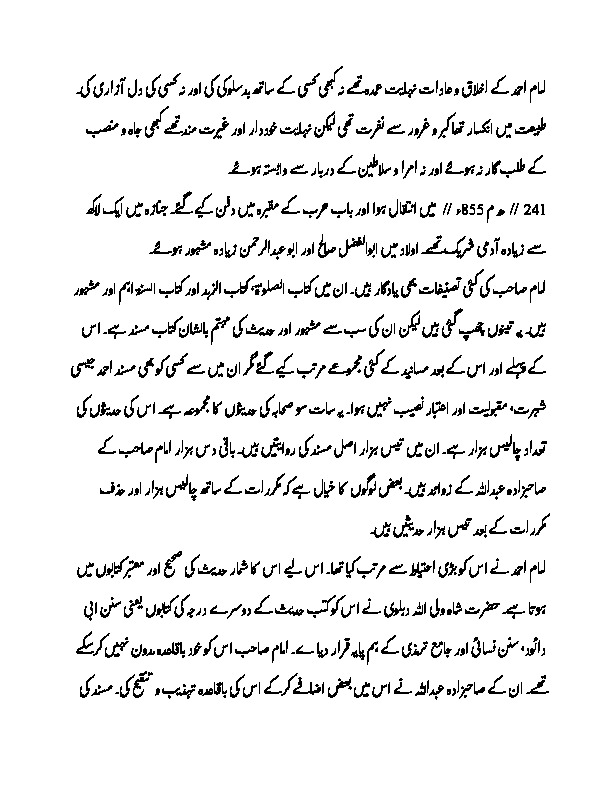 امام احمد کے اخلاق و عادات نہایت عمدہ تھے نہ کبھی کسی کے ساتھ بدسلوکی کی اور نہ کسی کی دل آزاری کی۔
طبیعت میں انکسار تھا کبر و غرور سے نفرت تھی لیکن نہایت خوددار اور غیرت مند تھے کبھی جاہ و منصب
کے طلب گار نہ ہوئے اور نہ امرا و سلاطین کے دربار سے وابستہ ہوئے۔
241 // ھ م 855ء // میں انتقال ہوا اور باب حرب کے مقبرہ میں دفن کیے گئے۔ جنازہ میں ایک لاکھ
سے زیادہ آدمی شریک تھے۔ اولاد میں ابوالفضل صالح اور ابو عبدالرحمن زیادہ مشہور ہوئے۔
امام صاحب کی کئی تصنیفات بھی یادگار ہیں۔ ان میں کتاب الصلوۃ، کتاب الزہد اور کتاب السنۃ اہم اور مشہور
ہیں۔ یہ تینوں چھپ گئی ہیں لیکن ان کی سب سے مشہور اور حدیث کی مہتم بالشان کتاب مسند ہے۔ اس
کے پہلے اور اس کے بعد مسانید کے کئی مجموعے مرتب کیے گئے مگر ان میں سے کسی کو بھی مسند احمد جیسی
شہرت، مقبولیت اور اعتبار نصیب نہیں ہوا۔ یہ سات سو صحابہ کی حدیثوں کا مجموعہ ہے۔ اس کی حدیثوں کی
تعداد چالیس ہزار ہے۔ ان میں تیس ہزار اصل مسند کی روایتیں ہیں۔ باقی دس ہزار امام صاحب کے
صاحبزادہ عبداللہ کے زوائد ہیں۔ بعض لوگوں کا خیال ہے کہ مکررات کے ساتھ چالیس ہزار اور حذف
مکررات کے بعد تیس ہزار حدیثیں ہیں۔
امام احمد نے اس کو بڑی احتیاط سے مرتب کیا تھا۔ اس لیے اس کا شمار حدیث کی صحیح اور معتبر کتابوں میں
ہوتا ہے۔ حضرت شاہ ولی اللہ دہلوی نے اس کو کتب حدیث کے دوسرے درجہ کی کتابوں یعنی سنن ابی
دائود، سنن نسائی اور جامع ترمذی کے ہم پایہ قرار دیا ے۔ امام صاحب اس کو خود باقاعدہ مدون نہیں کر سکے
تھے۔ ان کے صاحبزادہ عبداللہ نے اس میں بعض اضافے کرکے اس کی باقاعدہ تہذیب و تنقیح کی۔ مسند کی